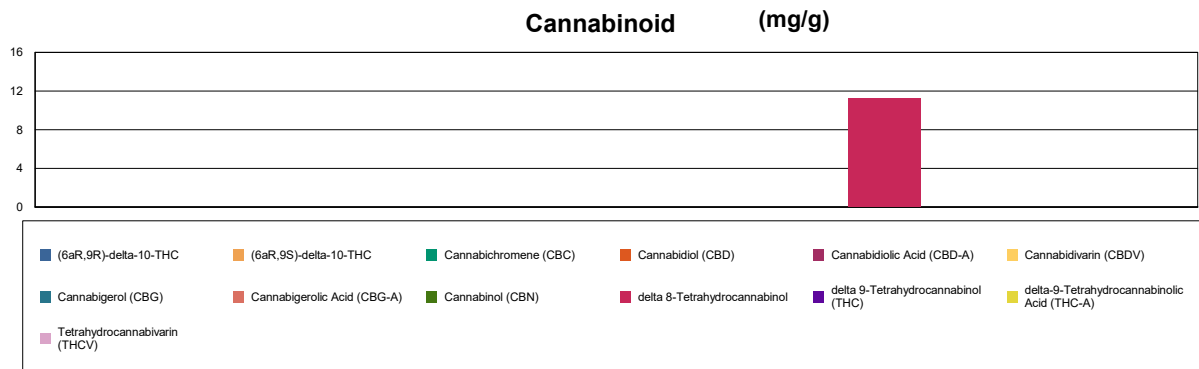 Cannabinoid (mg/g)
16
12
8
4
0
(6aR,9R)-delta-10-THC
(6aR,9S)-delta-10-THC
Cannabichromene (CBC)
Cannabidiol (CBD)
Cannabidiolic Acid (CBD-A)
Cannabidivarin (CBDV)
Cannabigerol (CBG)
Cannabigerolic Acid (CBG-A)
Cannabinol (CBN)
delta 8-Tetrahydrocannabinol
delta 9-Tetrahydrocannabinol
(THC)
delta-9-Tetrahydrocannabinolic
Acid (THC-A)
Tetrahydrocannabivarin
(THCV)